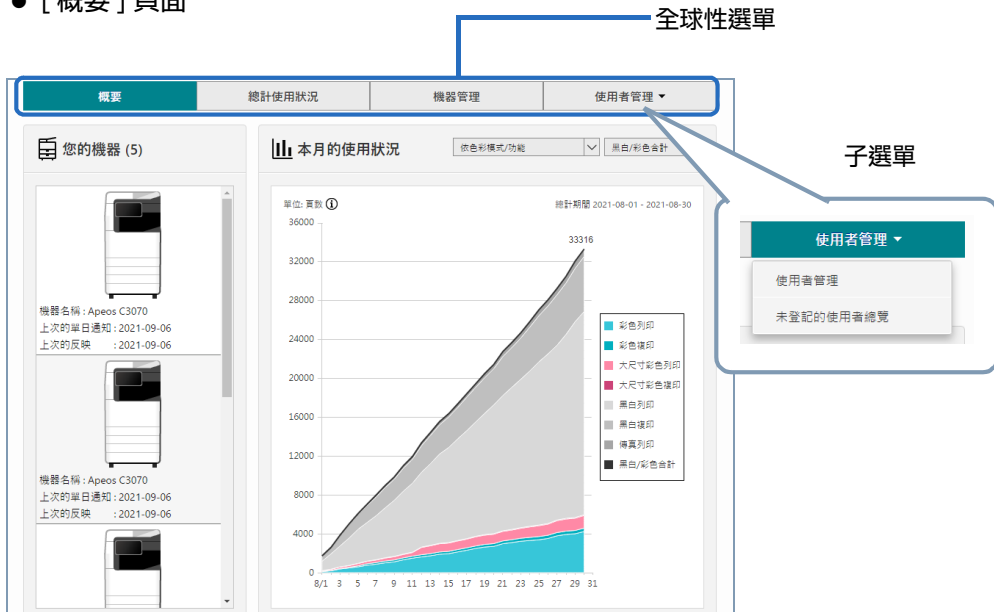 ● [ 概要 ] 頁面
全球性選單
概要
總計使用狀況
機器管理
使用者管理 ▼
您的機器 (5)
本月的使用狀況
依色彩模式/功能
黑白/彩色合計
子選單
使用者管理 ▼
使用者管理
未登記的使用者總覽
機器名稱 : Apeos C3070
上次的單日通知 : 2021-09-06
上次的反映 : 2021-09-06
機器名稱 : Apeos C3070
上次的單日通知 : 2021-09-06
上次的反映 : 2021-09-06
單位: 頁數
總計期間 2021-08-01 - 2021-08-30
33316
36000
32000
28000
24000
20000
16000
12000
8000
4000
0
8/1 3 5 7 9 11 13 15 17 19 21 23 25 27 29 31
彩色列印
彩色複印
大尺寸彩色列印
大尺寸彩色複印
黑白列印
黑白複印
傳真列印
黑白/彩色合計